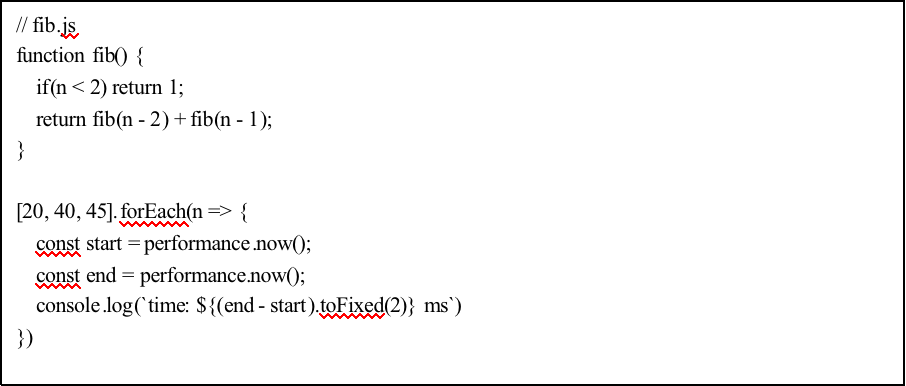 // fib.js
function fib() {
if(n < 2) return 1;
return fib(n - 2) + fib(n - 1);
}
[20, 40, 45].forEach(n => {
const start = performance.now();
const end = performance.now();
console.log(`time: ${(end - start).toFixed(2)} ms`)
})